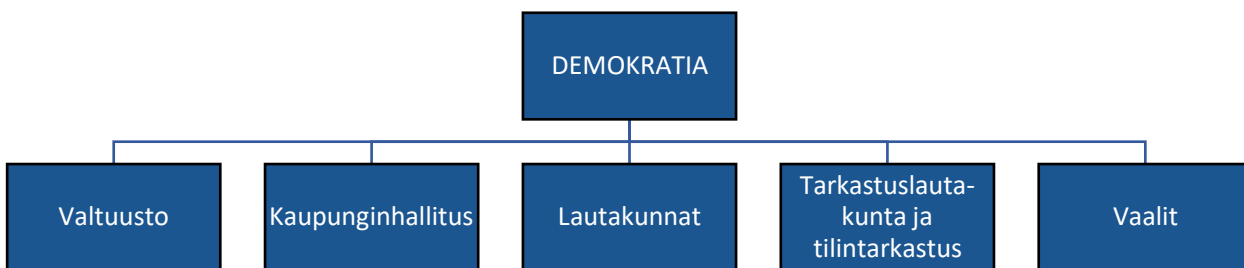 DEMOKRATIA
Valtuusto
Kaupunginhallitus
Lautakunnat
Tarkastuslauta-
kunta ja
tilintarkastus
Vaalit